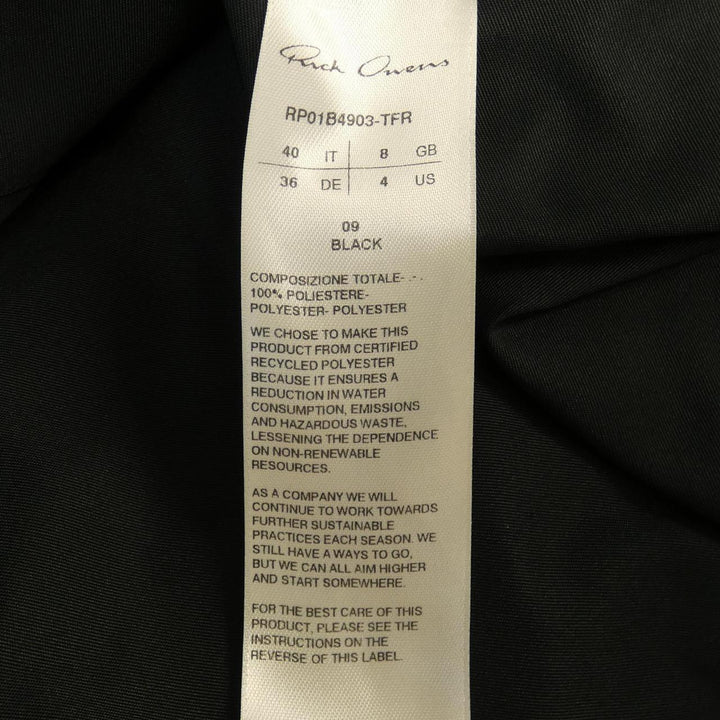 Rick Owens
RP01B4903-TFR
40 IT 8 GB
36 DE 4 US
09
BLACK
COMPOSIZIONE TOTALE- .- .
100% POLIESTERE-
POLYESTER- POLYESTER
WE CHOSE TO MAKE THIS
PRODUCT FROM CERTIFIED
RECYCLED POLYESTER
BECAUSE IT ENSURES A
REDUCTION IN WATER
CONSUMPTION, EMISSIONS
AND HAZARDOUS WASTE,
LESSENING THE DEPENDENCE
ON NON-RENEWABLE
RESOURCES.
AS A COMPANY WE WILL
CONTINUE TO WORK TOWARDS
FURTHER SUSTAINABLE
PRACTICES EACH SEASON. WE
STILL HAVE A WAYS TO GO,
BUT WE CAN ALL AIM HIGHER
AND START SOMEWHERE.
FOR THE BEST CARE OF THIS
PRODUCT, PLEASE SEE THE
INSTRUCTIONS ON THE
REVERSE OF THIS LABEL.